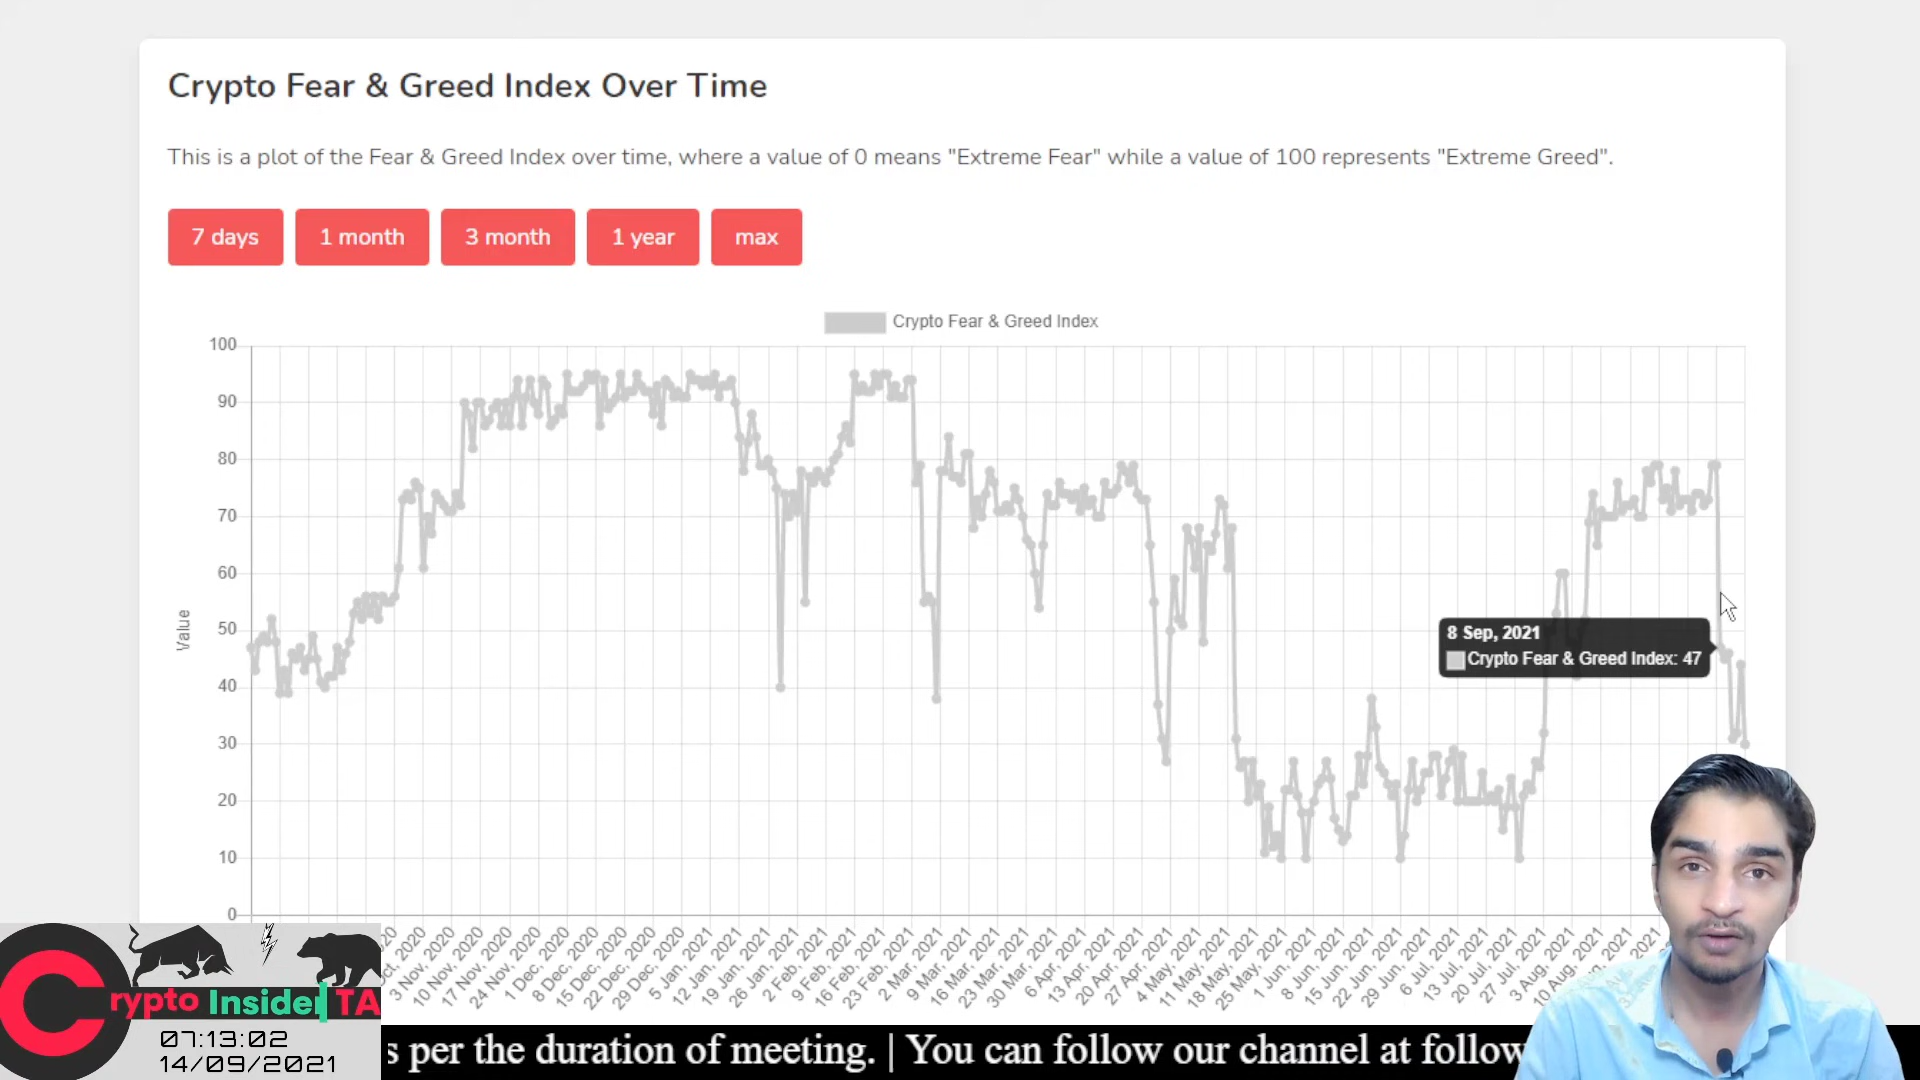 Crypto Fear & Greed Index Over Time
This is a plot of the Fear & Greed Index over time, where a value of 0 means "Extreme Fear" while a value of 100 represents "Extreme Greed".
7 days
1 month
3 month
1 year
max
Crypto Fear & Greed Index
100
90
80
70
60
50
40
30
20
10
0
Value
8 Sep, 2021
Crypto Fear & Greed Index: 47
3 Nov, 2020
10 Nov, 2020
17 Nov, 2020
24 Nov, 2020
1 Dec, 2020
8 Dec, 2020
15 Dec, 2020
22 Dec, 2020
29 Dec, 2020
5 Jan, 2021
12 Jan, 2021
19 Jan, 2021
26 Jan, 2021
2 Feb, 2021
9 Feb, 2021
16 Feb, 2021
23 Feb, 2021
2 Mar, 2021
9 Mar, 2021
16 Mar, 2021
23 Mar, 2021
30 Mar, 2021
6 Apr, 2021
13 Apr, 2021
20 Apr, 2021
27 Apr, 2021
4 May, 2021
11 May, 2021
18 May, 2021
25 May, 2021
1 Jun, 2021
8 Jun, 2021
15 Jun, 2021
22 Jun, 2021
29 Jun, 2021
6 Jul, 2021
13 Jul, 2021
20 Jul, 2021
27 Jul, 2021
3 Aug, 2021
10 Aug, 2021
Crypto Insider TA
07:13:02
14/09/2021
s per the duration of meeting. | You can follow our channel at follow